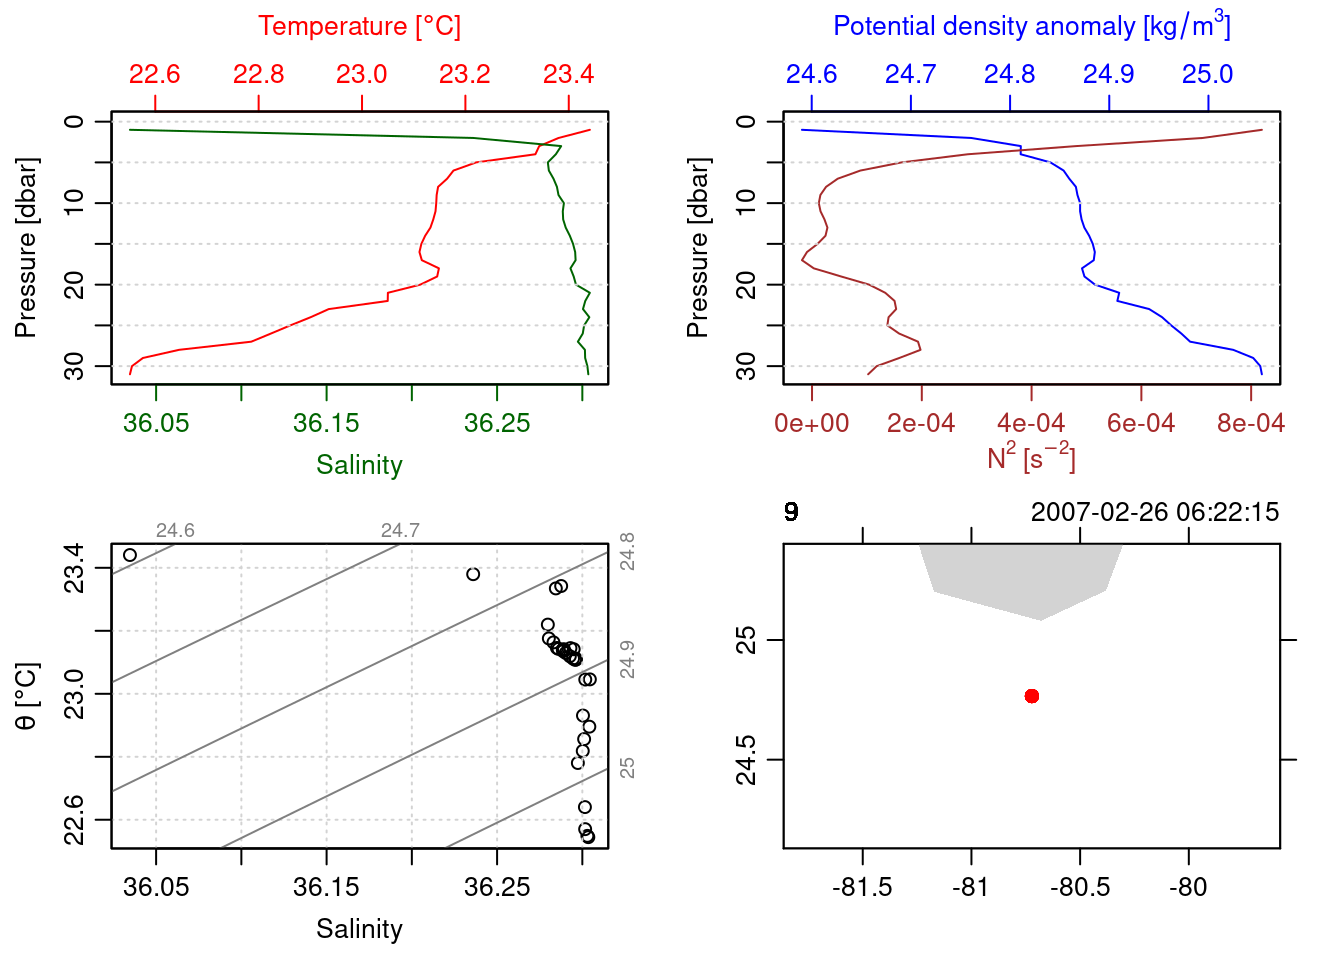 Temperature [°C]
22.6 22.8 23.0 23.2 23.4
Pressure [dbar]
0
10
20
30
36.05 36.15 36.25
Salinity
Potential density anomaly [kg/m³]
24.6 24.7 24.8 24.9 25.0
Pressure [dbar]
0
10
20
30
0e+00 2e-04 4e-04 6e-04 8e-04
N² [s⁻²]
24.6 24.7
24.8
24.9
25
θ [°C]
23.4
23.0
22.6
36.05 36.15 36.25
Salinity
2007-02-26 06:22:15
25
24.5
-81.5 -81 -80.5 -80